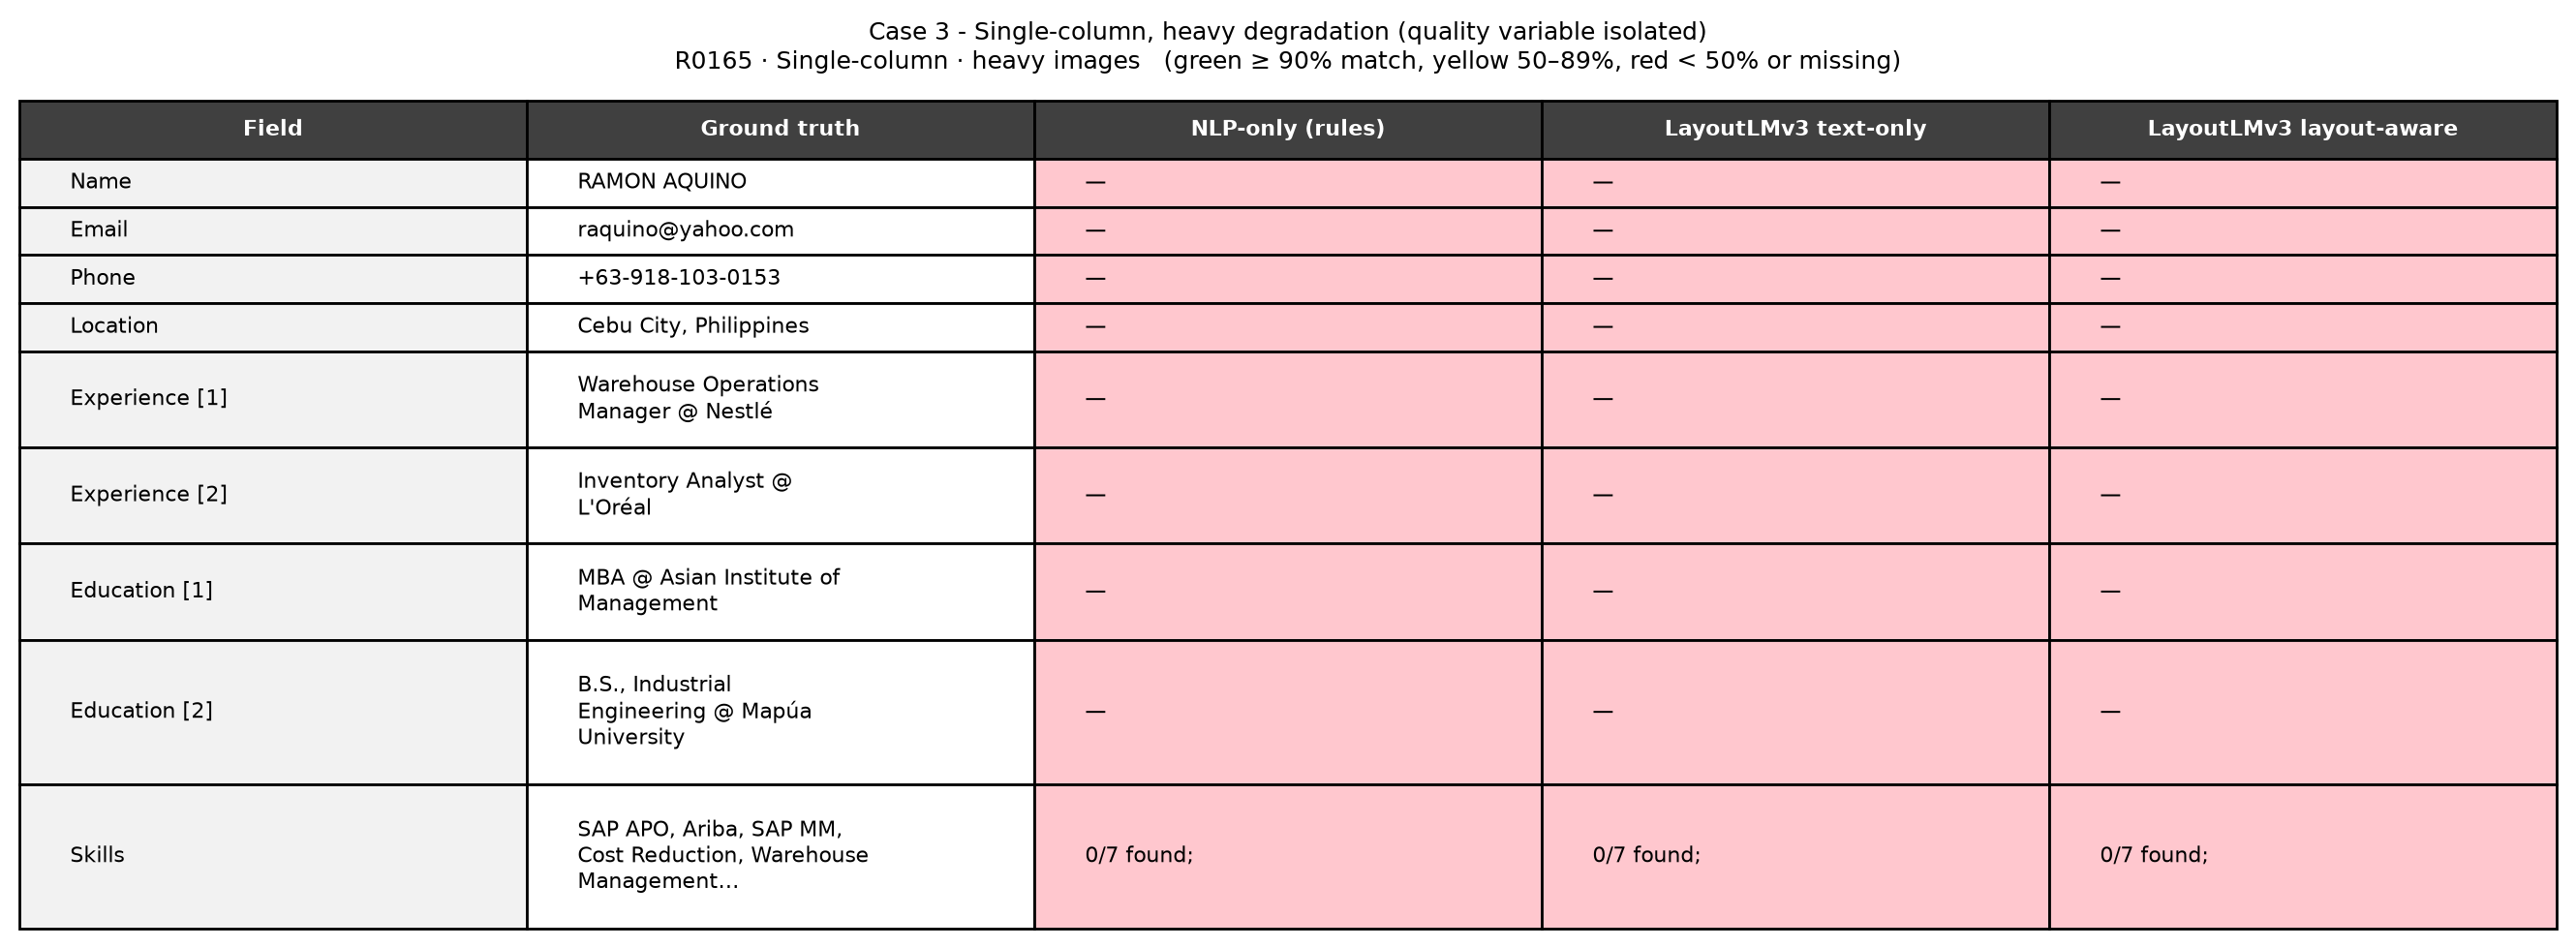 Case 3 - Single-column, heavy degradation (quality variable isolated)
R0165 · Single-column · heavy images (green ≥ 90% match, yellow 50–89%, red < 50% or missing)
Field Ground truth NLP-only (rules) LayoutLMv3 text-only LayoutLMv3 layout-aware
Name RAMON AQUINO — — —
Email raquino@yahoo.com — — —
Phone +63-918-103-0153 — — —
Location Cebu City, Philippines — — —
Experience [1] Warehouse Operations
Manager @ Nestlé — — —
Experience [2] Inventory Analyst @
L'Oréal — — —
Education [1] MBA @ Asian Institute of
Management — — —
Education [2] B.S., Industrial
Engineering @ Mapúa
University — — —
Skills SAP APO, Ariba, SAP MM,
Cost Reduction, Warehouse
Management... 0/7 found; 0/7 found; 0/7 found;